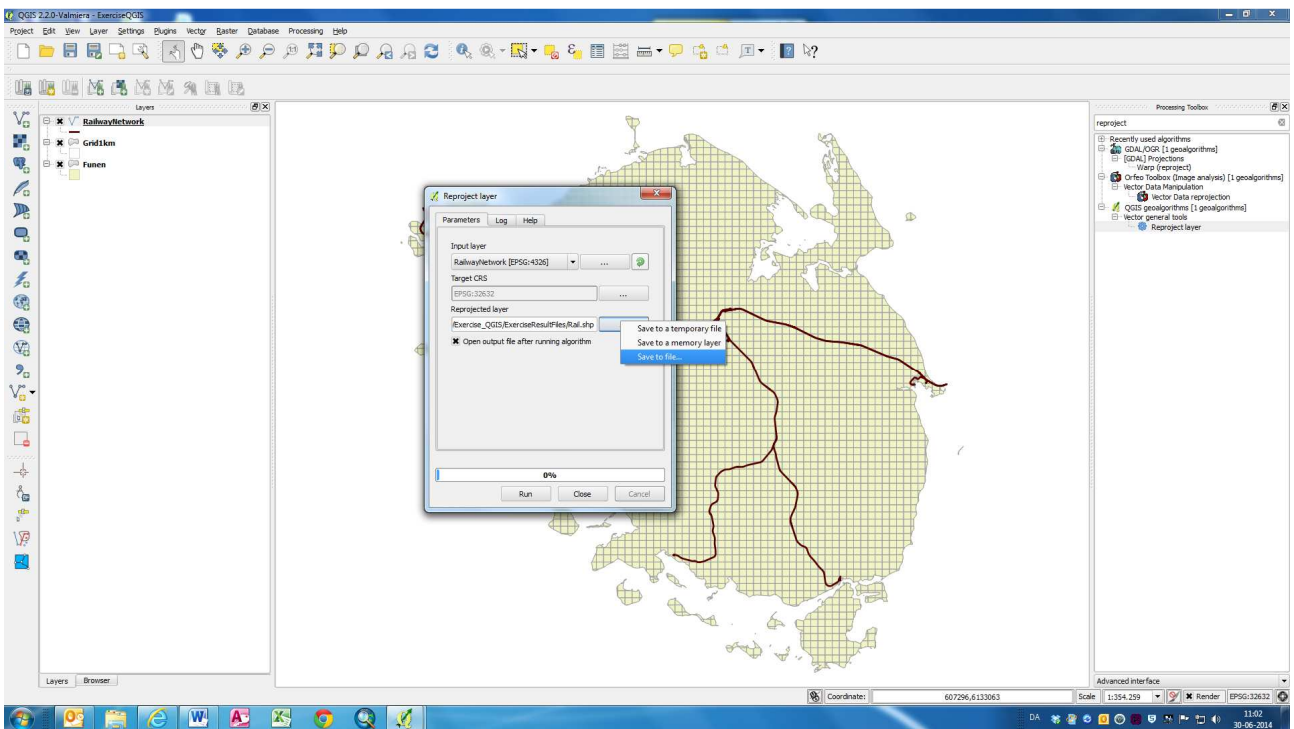 QGIS 2.2.0-Valmiera - ExerciseQGIS
Project Edit View Layer Settings Plugins Vector Raster Database Processing Help
Layers
RailwayNetwork
Grid1km
Funen
Layers Browser
Reproject layer
Parameters Log Help
Input layer
RailwayNetwork [EPSG:4326] ...
Target CRS
EPSG:32632 ...
Reprojected layer
/Exercise_QGIS/ExerciseResultFiles/Rail.shp
Open output file after running algorithm
Save to a temporary file
Save to a memory layer
Save to file...
0%
Run Close Cancel
Processing Toolbox
reproject
Recently used algorithms
GDAL/OGR [1 geoalgorithms]
[GDAL] Projections
Warp (reproject)
Orfeo Toolbox (Image analysis) [1 geoalgorithms]
Vector Data Manipulation
Vector Data reprojection
QGIS geoalgorithms [1 geoalgorithms]
Vector general tools
Reproject layer
Advanced interface
Coordinate: 607296,6133063 Scale 1:354.259 Render EPSG:32632
DA 11:02
30-06-2014